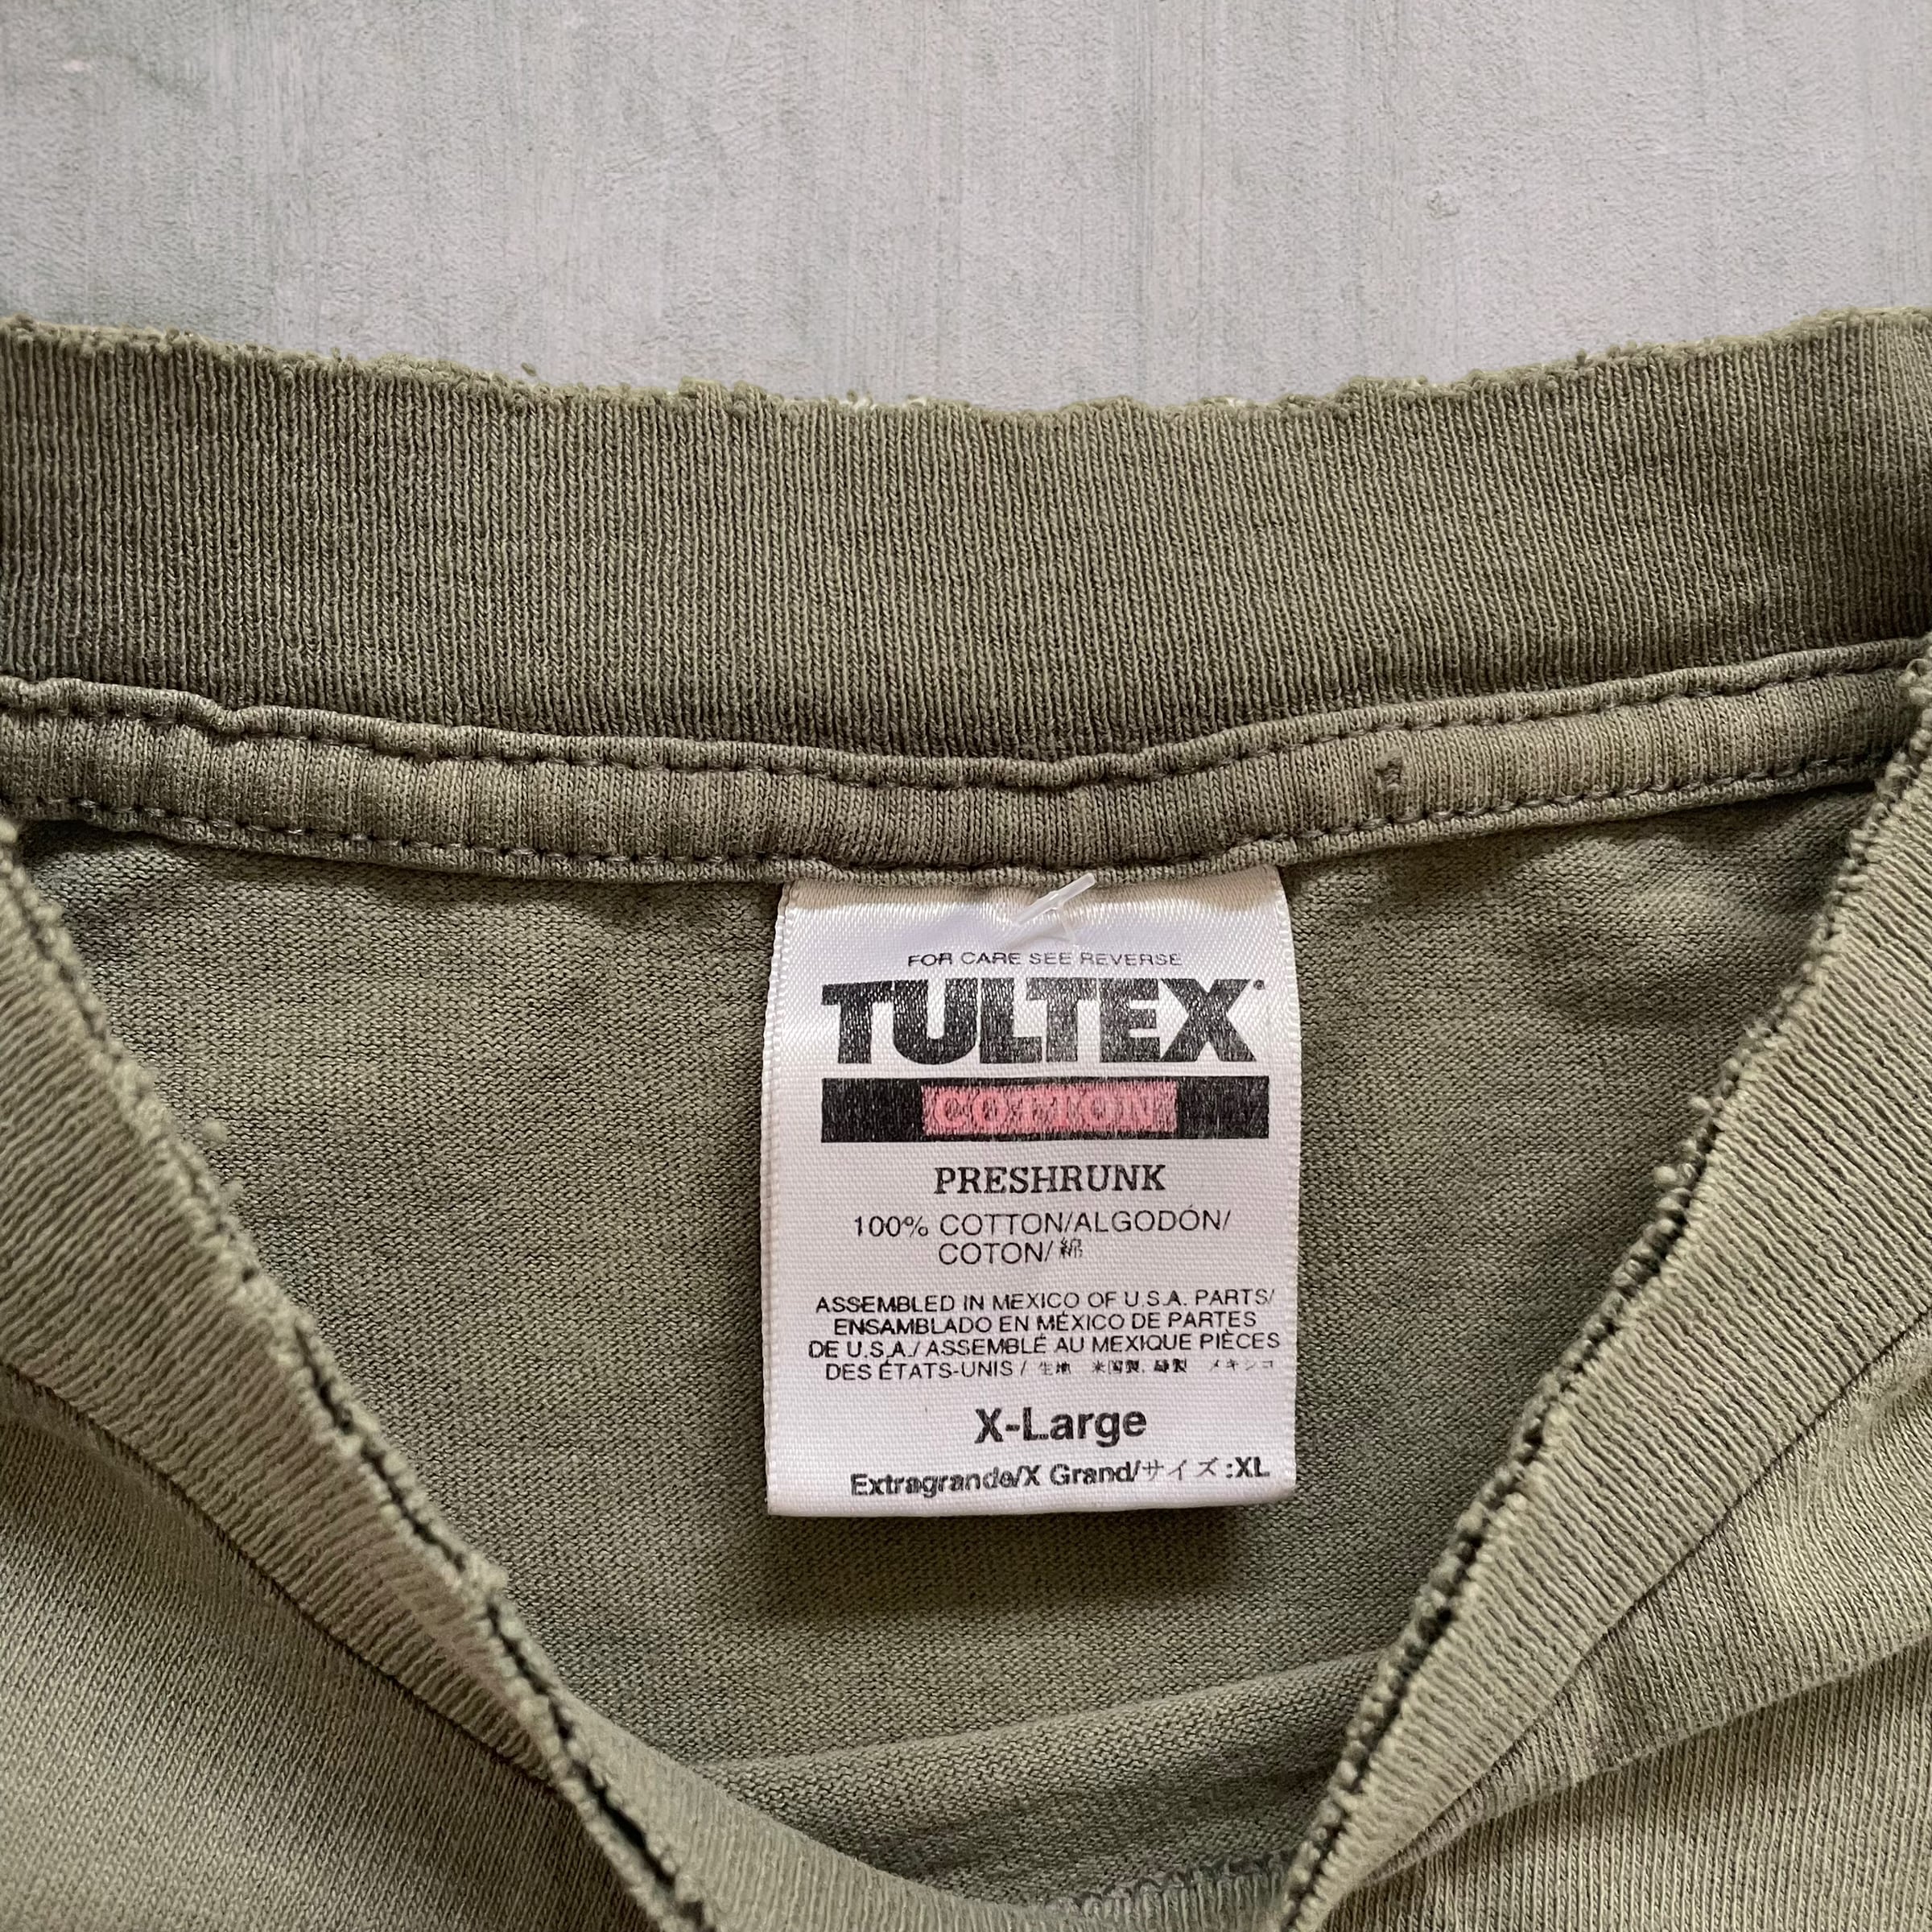 FOR CARE SEE REVERSE
TULTEX
COTTON
PRESHRUNK
100% COTTON/ALGODÓN/
COTON/綿
ASSEMBLED IN MEXICO OF U.S.A. PARTS/
ENSAMBLADO EN MÉXICO DE PARTES
DE U.S.A./ASSEMBLÉ AU MEXIQUE PIÈCES
DES ÉTATS-UNIS/ 生地 米国製, 縫製 メキシコ
X-Large
Extragrande/X Grand/サイズ:XL